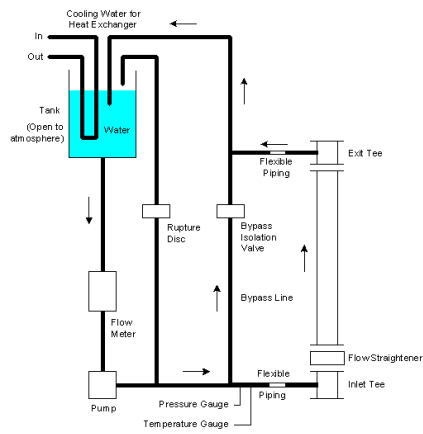 Cooling Water for
Heat Exchanger
In
Out
Tank
(Open to
atmosphere)
Water
Exit Tee
Flexible
Piping
Rupture
Disc
Bypass
Isolation
Valve
Bypass Line
Flow
Meter
Flow Straightener
Flexible
Piping
Inlet Tee
Pump
Pressure Gauge
Temperature Gauge